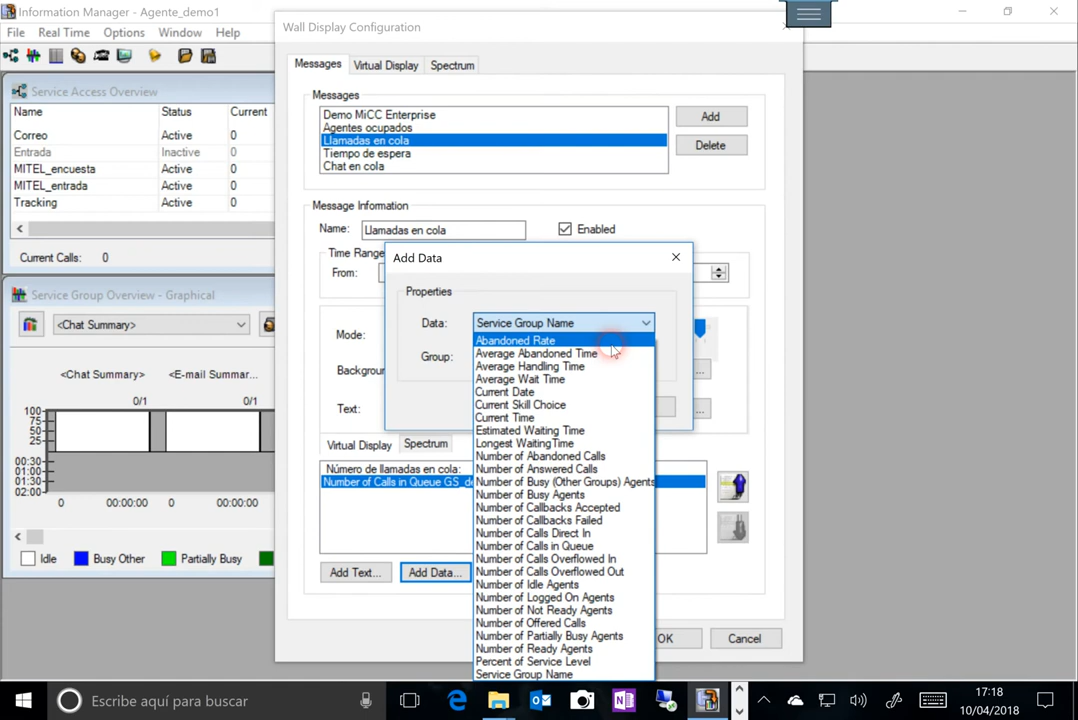 Information Manager - Agente_demo1
File Real Time Options Window Help
Service Access Overview
Name Status Current
Correo Active 0
Entrada Inactive 0
MITEL_encuesta Active 0
MITEL_entrada Active 0
Tracking Active 0
Current Calls: 0
Service Group Overview - Graphical
<Chat Summary>
<Chat Summary> <E-mail Summar...
0/1 0/1
100
75
50
25
00:30
01:00
01:30
02:00
0 00:00:00 0 00:00:00 0
Idle Busy Other Partially Busy
Wall Display Configuration
Messages Virtual Display Spectrum
Messages
Demo MiCC Enterprise
Agentes ocupados
Llamadas en cola
Tiempo de espera
Chat en cola
Add
Delete
Message Information
Name: Llamadas en cola Enabled
Time Range
From:
Mode:
Backgroun
Text:
...
...
Virtual Display Spectrum
Número de llamadas en cola:
Number of Calls in Queue GS_de
Add Text... Add Data...
OK Cancel
Add Data
Properties
Data: Service Group Name
Group:
Abandoned Rate
Average Abandoned Time
Average Handling Time
Average Wait Time
Current Date
Current Skill Choice
Current Time
Estimated Waiting Time
Longest WaitingTime
Number of Abandoned Calls
Number of Answered Calls
Number of Busy (Other Groups) Agents
Number of Busy Agents
Number of Callbacks Accepted
Number of Callbacks Failed
Number of Calls Direct In
Number of Calls in Queue
Number of Calls Overflowed In
Number of Calls Overflowed Out
Number of Idle Agents
Number of Logged On Agents
Number of Not Ready Agents
Number of Offered Calls
Number of Partially Busy Agents
Number of Ready Agents
Percent of Service Level
Service Group Name
Escribe aquí para buscar
17:18
10/04/2018